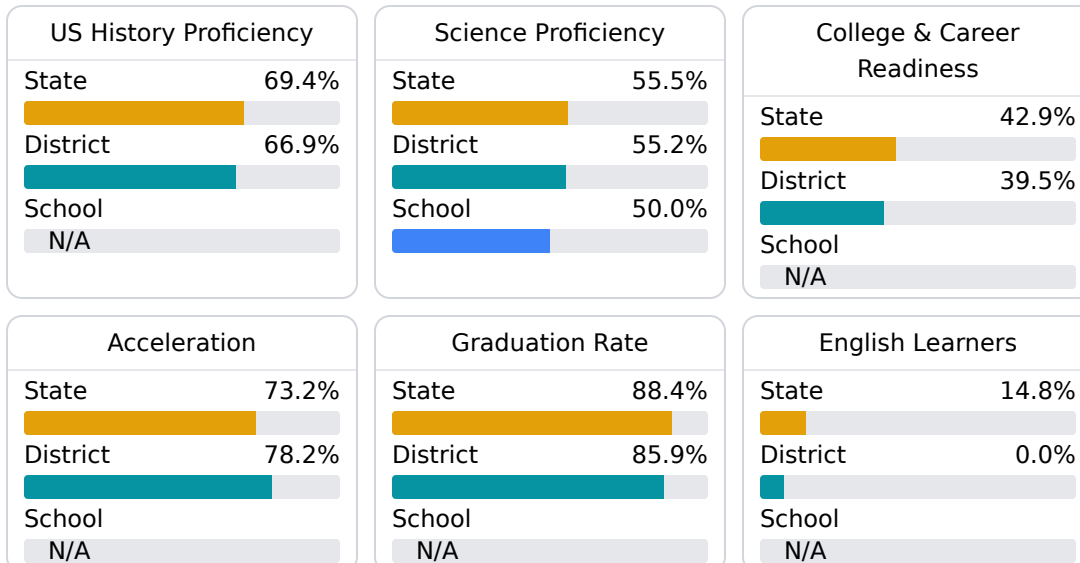 US History Proficiency
State 69.4%
District 66.9%
School
N/A
Science Proficiency
State 55.5%
District 55.2%
School 50.0%
College & Career
Readiness
State 42.9%
District 39.5%
School
N/A
Acceleration
State 73.2%
District 78.2%
School
N/A
Graduation Rate
State 88.4%
District 85.9%
School
N/A
English Learners
State 14.8%
District 0.0%
School
N/A